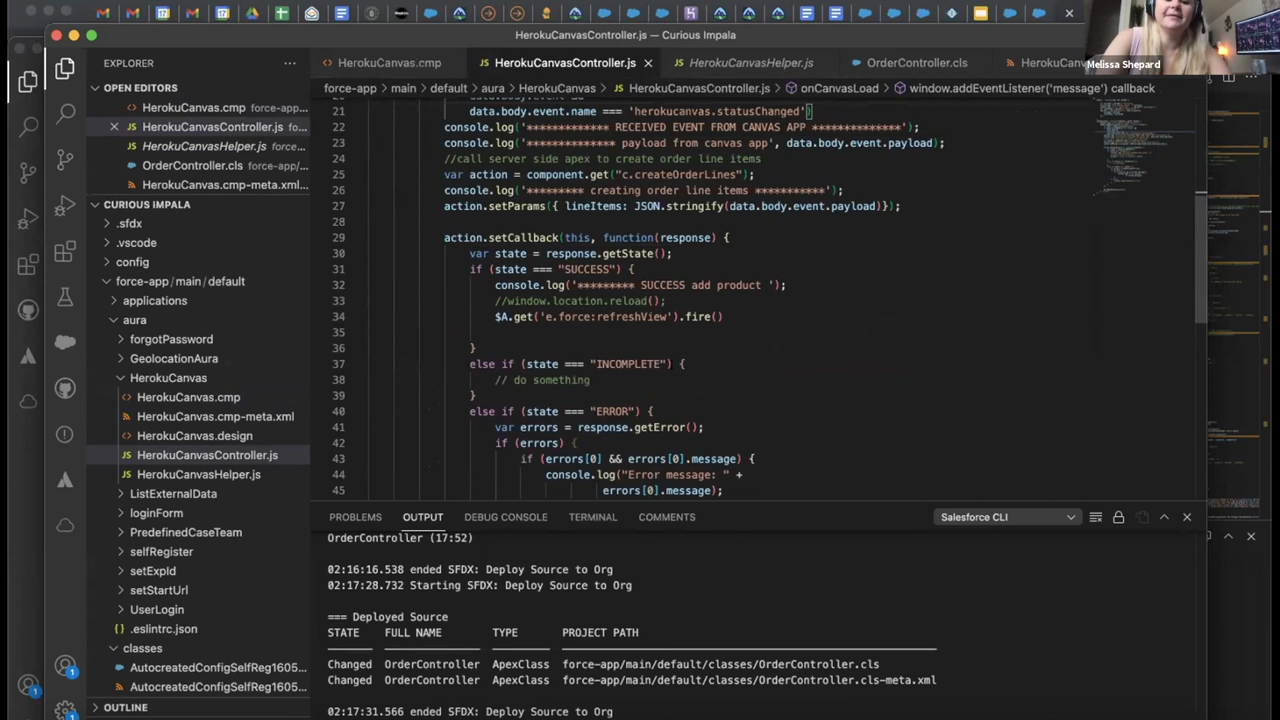 HerokuCanvasController.js — Curious Impala
Melissa Shepard
EXPLORER
OPEN EDITORS
HerokuCanvas.cmp force-app...
HerokuCanvasController.js fo...
HerokuCanvasHelper.js force...
OrderController.cls force-app/...
HerokuCanvas.cmp-meta.xml...
CURIOUS IMPALA
.sfdx
.vscode
config
force-app/main/default
applications
aura
forgotPassword
GeolocationAura
HerokuCanvas
HerokuCanvas.cmp
HerokuCanvas.cmp-meta.xml
HerokuCanvas.design
HerokuCanvasController.js
HerokuCanvasHelper.js
ListExternalData
loginForm
PredefinedCaseTeam
selfRegister
setExpId
setStartUrl
UserLogin
.eslintrc.json
classes
AutocreatedConfigSelfReg1605...
AutocreatedConfigSelfReg1605...
OUTLINE
HerokuCanvas.cmp
HerokuCanvasController.js
HerokuCanvasHelper.js
OrderController.cls
HerokuCanv
force-app > main > default > aura > HerokuCanvas > HerokuCanvasController.js > onCanvasLoad > window.addEventListener('message') callback
21 data.body.event.name === 'herokucanvas.statusChanged')
22 console.log('************** RECEIVED EVENT FROM CANVAS APP **************');
23 console.log('********* payload from canvas app', data.body.event.payload);
24 //call server side apex to create order line items
25 var action = component.get("c.createOrderLines");
26 console.log('********* creating order line items ***********');
27 action.setParams({ lineItems: JSON.stringify(data.body.event.payload)});
28
29 action.setCallback(this, function(response) {
30 var state = response.getState();
31 if (state === "SUCCESS") {
32 console.log('********* SUCCESS add product ');
33 //window.location.reload();
34 $A.get('e.force:refreshView').fire()
35
36 }
37 else if (state === "INCOMPLETE") {
38 // do something
39 }
40 else if (state === "ERROR") {
41 var errors = response.getError();
42 if (errors) {
43 if (errors[0] && errors[0].message) {
44 console.log("Error message: " +
45 errors[0].message);
PROBLEMS
OUTPUT
DEBUG CONSOLE
TERMINAL
COMMENTS
Salesforce CLI
OrderController (17:52)
02:16:16.538 ended SFDX: Deploy Source to Org
02:17:28.732 Starting SFDX: Deploy Source to Org
=== Deployed Source
STATE FULL NAME TYPE PROJECT PATH
Changed OrderController ApexClass force-app/main/default/classes/OrderController.cls
Changed OrderController ApexClass force-app/main/default/classes/OrderController.cls-meta.xml
02:17:31.566 ended SFDX: Deploy Source to Org